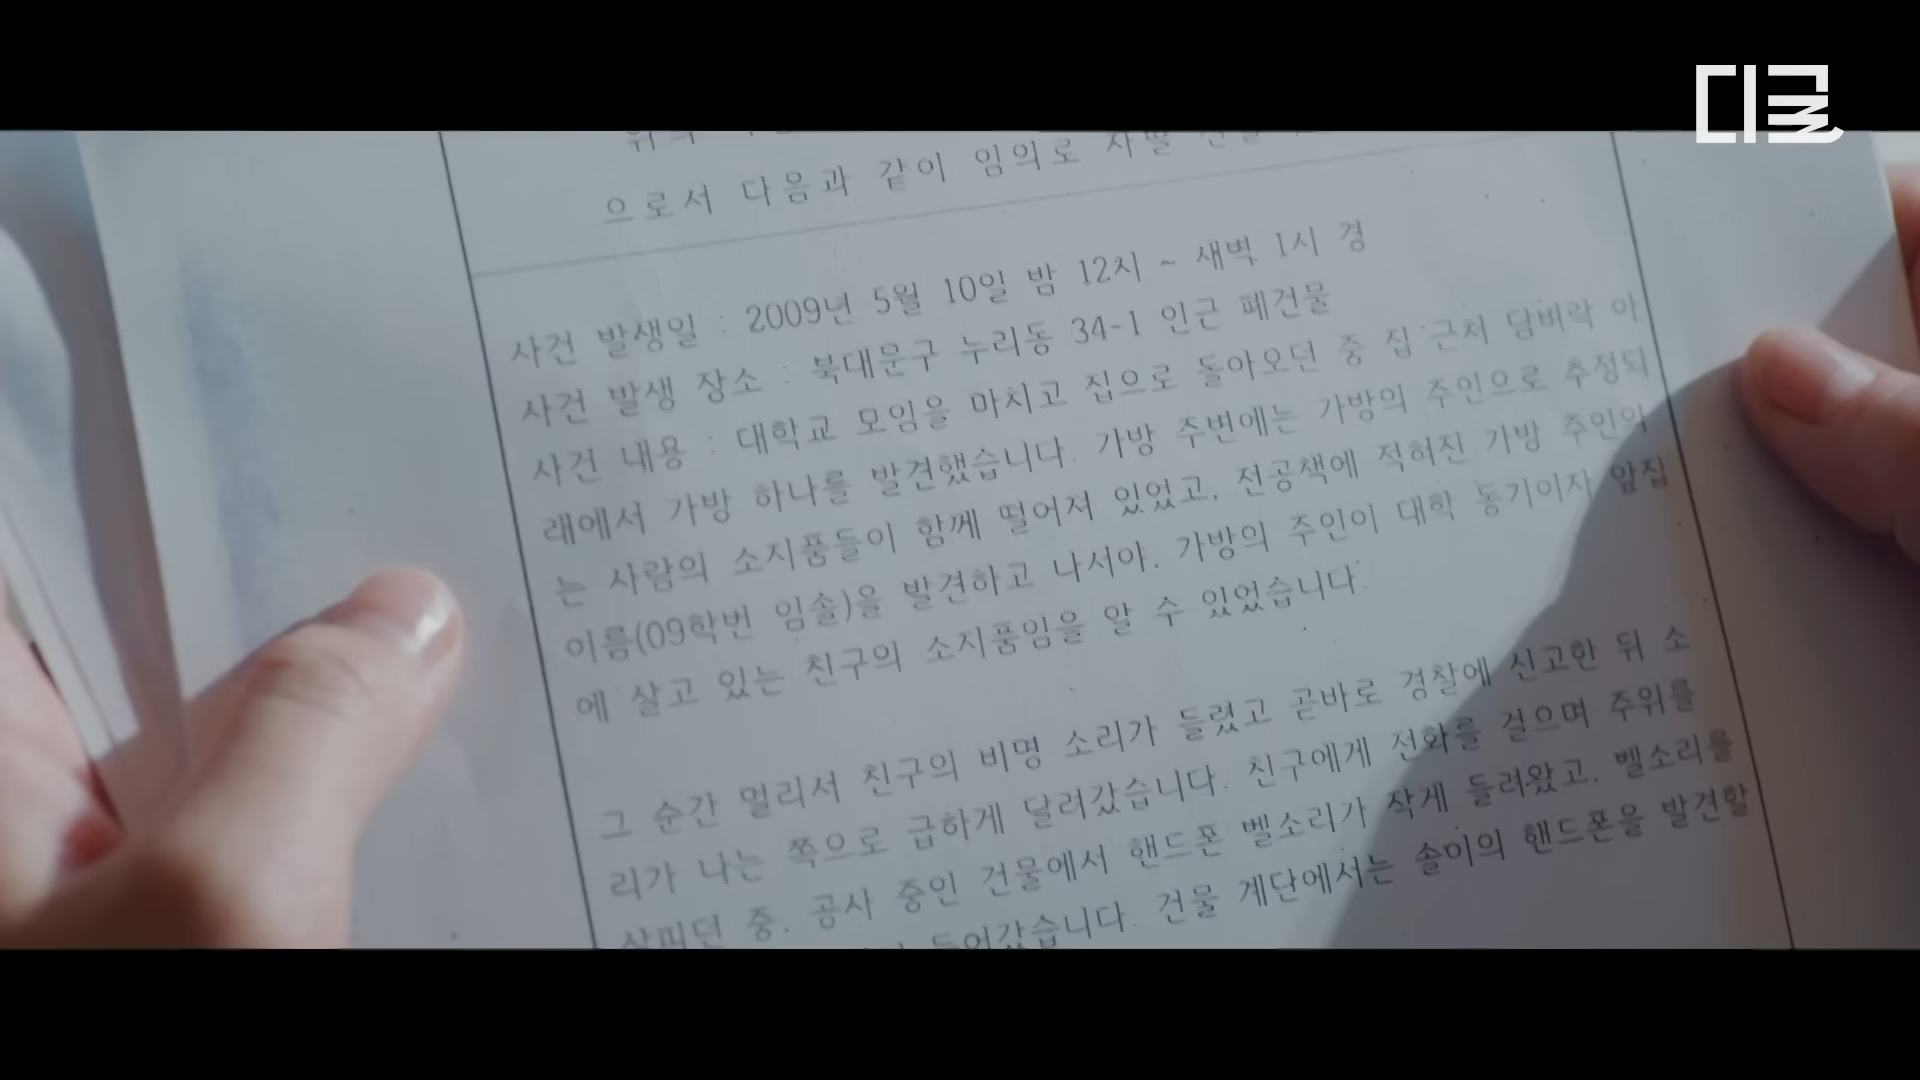 디글
으로서 다음과 같이 임의로 자필
사건 발생일 : 2009년 5월 10일 밤 12시 ~ 새벽 1시 경
사건 발생 장소 : 북대문구 누리동 34-1 인근 폐건물
사건 내용 : 대학교 모임을 마치고 집으로 돌아오던 중 집 근처 담벼락 아
래에서 가방 하나를 발견했습니다. 가방 주변에는 가방의 주인으로 추정되
는 사람의 소지품들이 함께 떨어져 있었고, 전공책에 적혀진 가방 주인의
이름(09학번 임솔)을 발견하고 나서야, 가방의 주인이 대학 동기이자 앞집
에 살고 있는 친구의 소지품임을 알 수 있었습니다.
그 순간 멀리서 친구의 비명 소리가 들렸고 곧바로 경찰에 신고한 뒤 소
리가 나는 쪽으로 급하게 달려갔습니다. 친구에게 전화를 걸으며 주위를
살피던 중, 공사 중인 건물에서 핸드폰 벨소리가 작게 들려왔고, 벨소리를
들어갔습니다. 건물 계단에서는 솔이의 핸드폰을 발견할